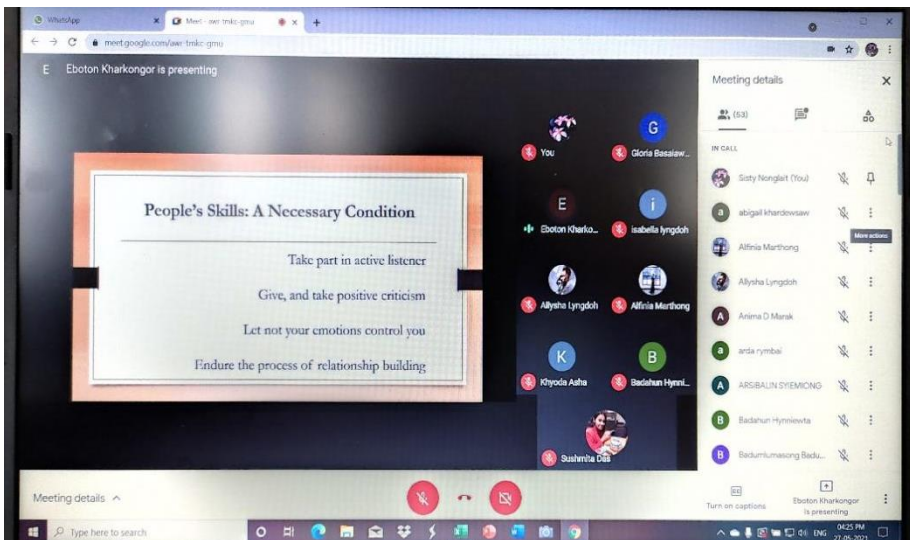 WhatsApp
Meet - awr-tmkc-gmu
meet.google.com/awr-tmkc-gmu
E Eboton Kharkongor is presenting
People's Skills: A Necessary Condition
Take part in active listener
Give, and take positive criticism
Let not your emotions control you
Endure the process of relationship building
You
G
Gloria Basaiaw...
E
Eboton Kharko...
i
isabella lyngdoh
Allysha Lyngdoh
Alfinia Marthong
K
Khyoda Asha
B
Badahun Hynni...
Sushmita Das
Meeting details
(53)
IN CALL
Sisty Nonglait (You)
a abigail khardewsaw
More actions
Alfinia Marthong
Allysha Lyngdoh
A Anima D Marak
a arda rymbai
A ARSIBALIN SYIEMIONG
B Badahun Hynniewta
B Badumlumasong Badu...
Meeting details
Turn on captions
Eboton Kharkongor
is presenting
Type here to search
ENG
04:25 PM
27-05-2021